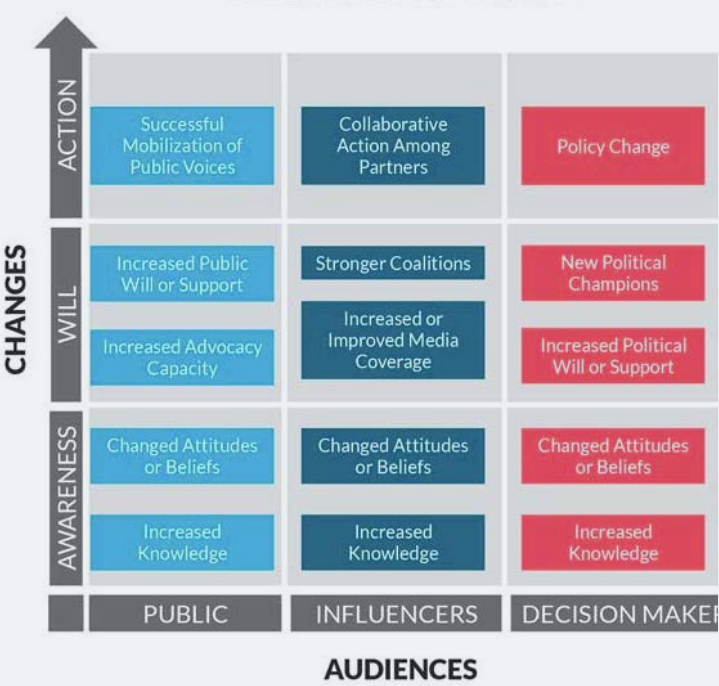 ACTION
Successful
Mobilization of
Public Voices
Collaborative
Action Among
Partners
Policy Change
CHANGES
WILL
Increased Public
Will or Support
Stronger Coalitions
New Political
Champions
Increased Advocacy
Capacity
Increased or
Improved Media
Coverage
Increased Political
Will or Support
AWARENESS
Changed Attitudes
or Beliefs
Changed Attitudes
or Beliefs
Changed Attitudes
or Beliefs
Increased
Knowledge
Increased
Knowledge
Increased
Knowledge
PUBLIC
INFLUENCERS
DECISION MAKER
AUDIENCES